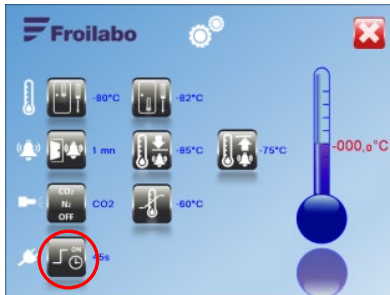 Froilabo
-80°C -82°C
1 mn -85°C -75°C
-000,0°C
CO2
N2
OFF
CO2 -60°C
ON
45s